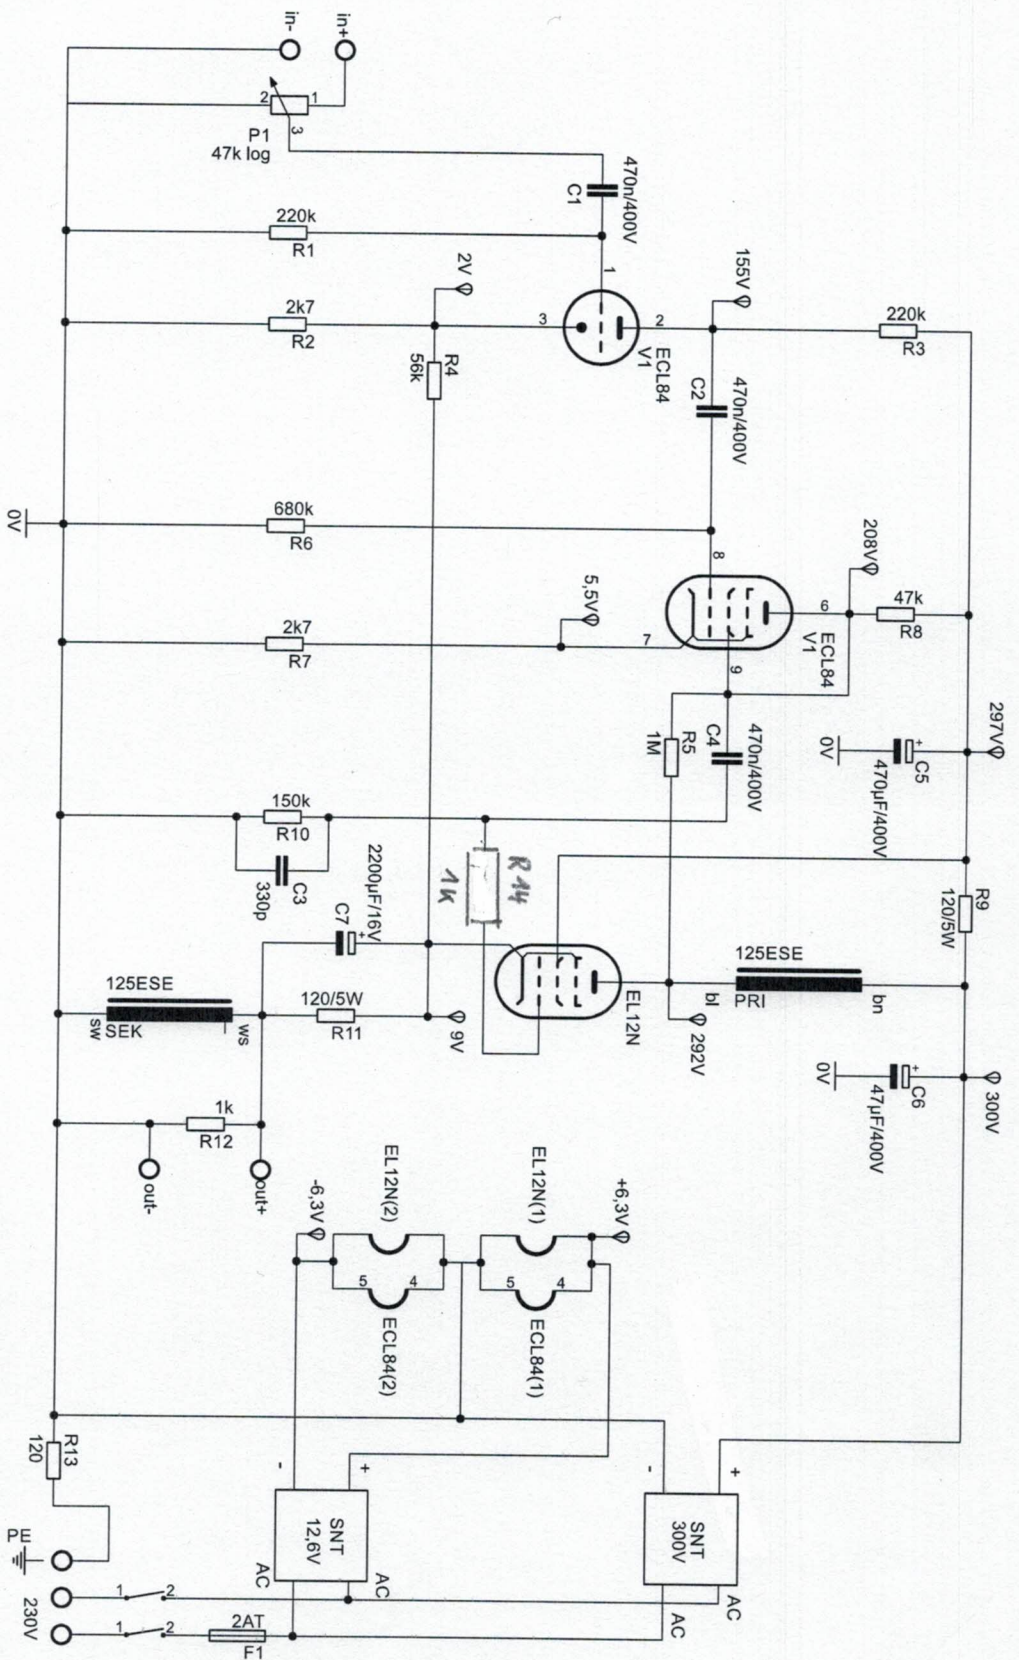 in-
in+
1
2
3
P1
47k log
470n/400V
C1
220k
R1
1
2V
155V
2k7
R2
3
2
ECL84
V1
220k
R3
R4
56k
470n/400V
C2
0V
680k
R6
8
208V
5,5V
47k
R8
6
ECL84
V1
2k7
R7
7
9
297V
R5
1M
C4
470n/400V
0V
+
C5
470µF/400V
150k
R10
C3
330p
R14
1K
2200µF/16V
C7
+
R9
120/5W
125ESE
PRI
bl
bn
EL12N
125ESE
SEK
sw
ws
120/5W
R11
9V
292V
0V
+
C6
47µF/400V
300V
1k
R12
out-
out+
EL12N(2)
EL12N(1)
-6,3V
+6,3V
5
4
5
4
ECL84(2)
ECL84(1)
R13
120
-
+
SNT
12,6V
AC
AC
-
+
SNT
300V
AC
AC
PE
230V
1
2
1
2
2AT
F1